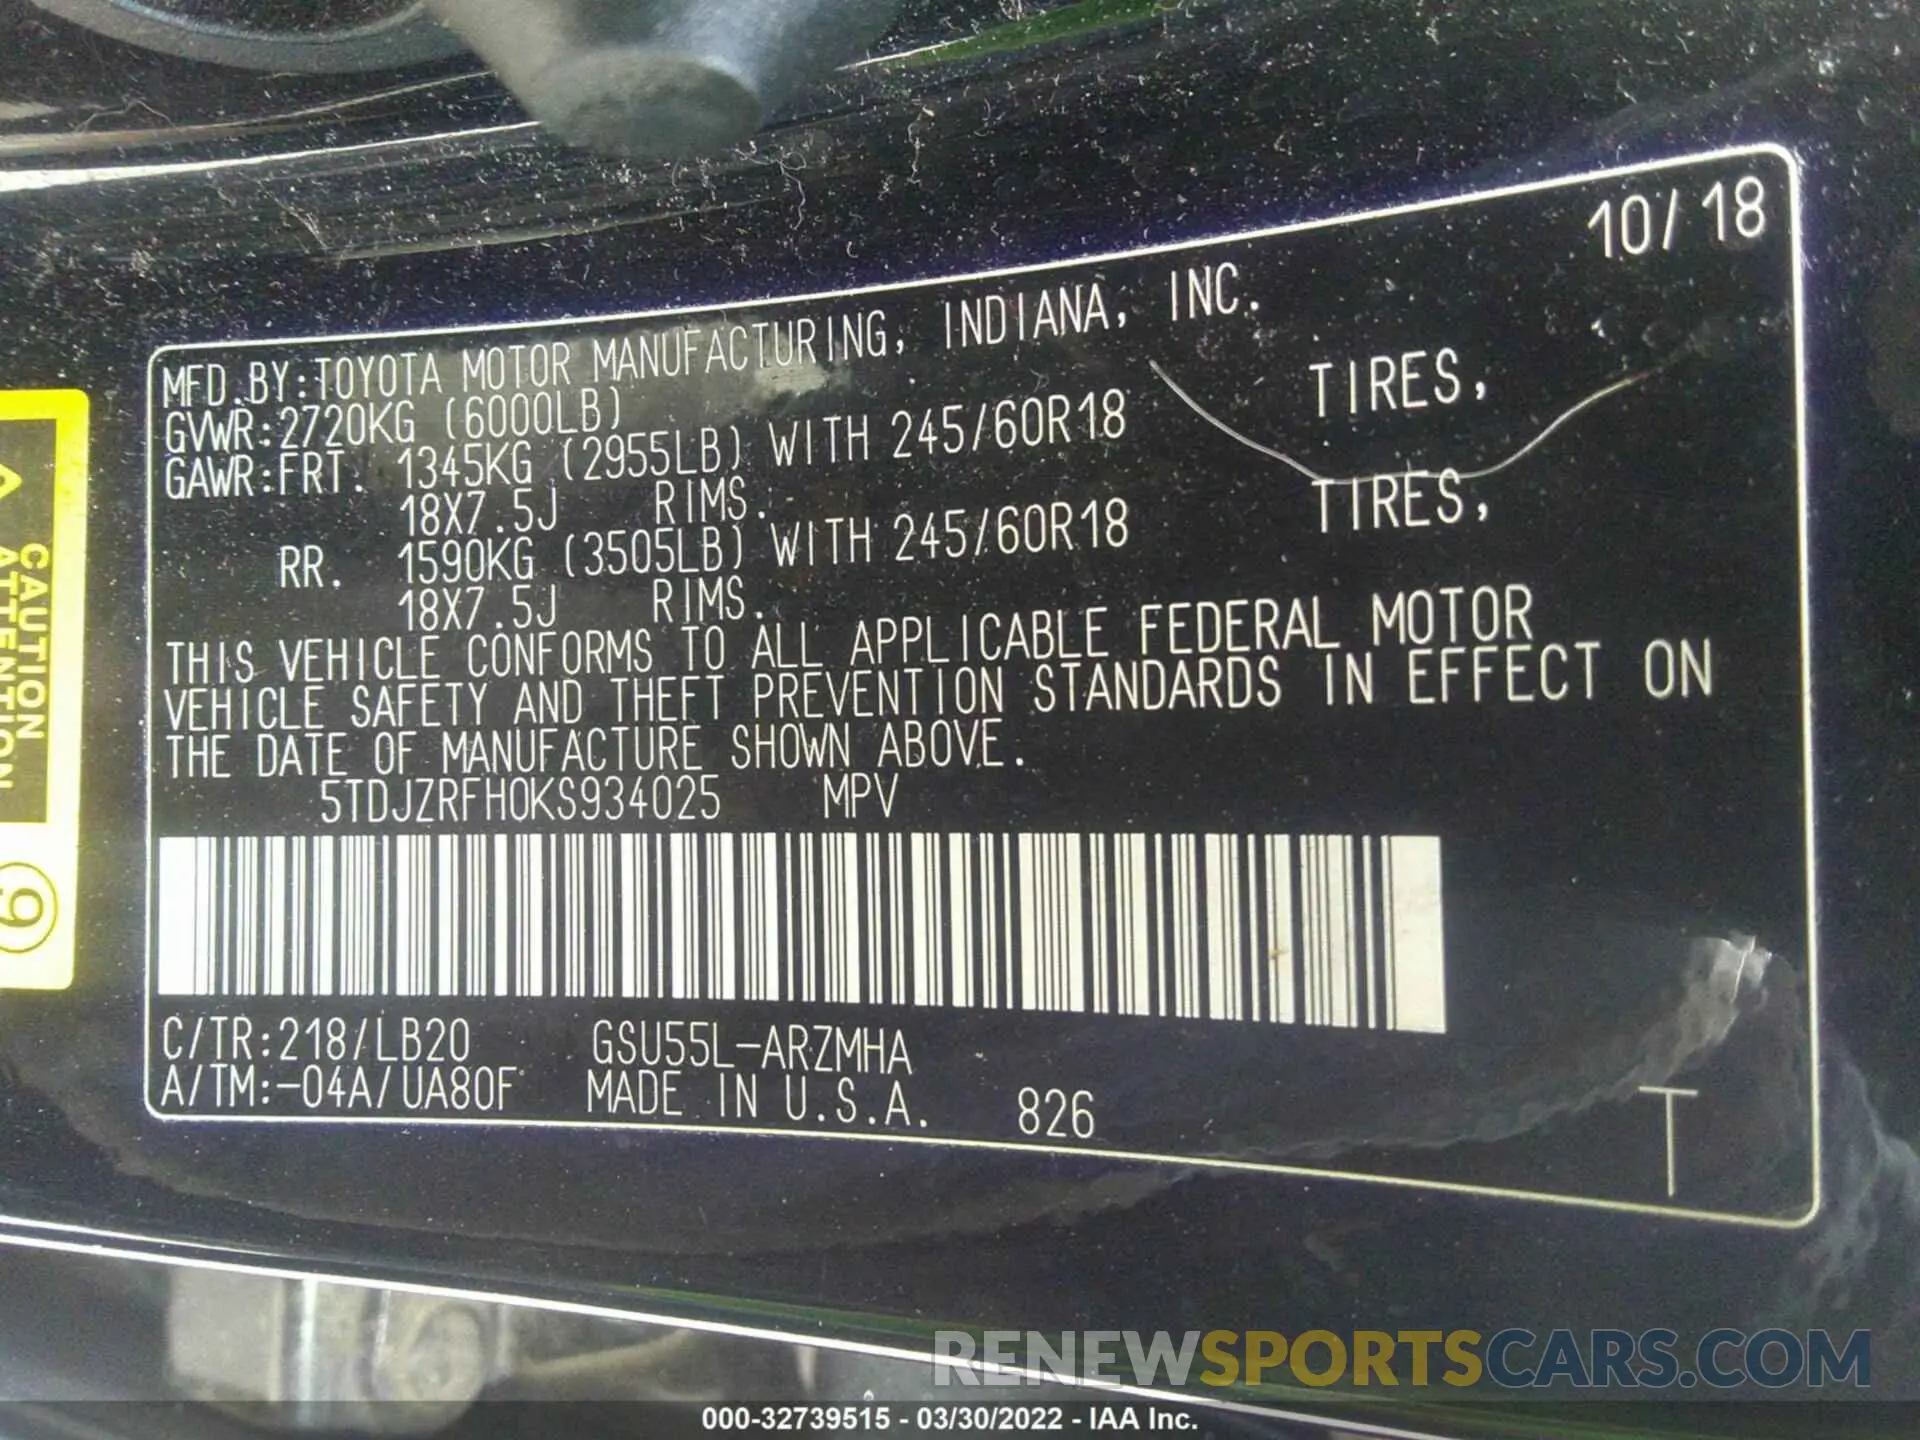 10/18
MFD.BY:TOYOTA MOTOR MANUFACTURING, INDIANA, INC.
GVWR:2720KG (6000LB)
GAWR:FRT. 1345KG (2955LB) WITH 245/60R18 TIRES,
18X7.5J RIMS.
RR. 1590KG (3505LB) WITH 245/60R18 TIRES,
18X7.5J RIMS.
THIS VEHICLE CONFORMS TO ALL APPLICABLE FEDERAL MOTOR
VEHICLE SAFETY AND THEFT PREVENTION STANDARDS IN EFFECT ON
THE DATE OF MANUFACTURE SHOWN ABOVE.
5TDJZRFH0KS934025 MPV
C/TR:218/LB20 GSU55L-ARZMHA
A/TM:-04A/UA80F MADE IN U.S.A. 826
T
CAUTION
ATTENTION
9
RENEWSPORTSCARS.COM
000-32739515 - 03/30/2022 - IAA Inc.